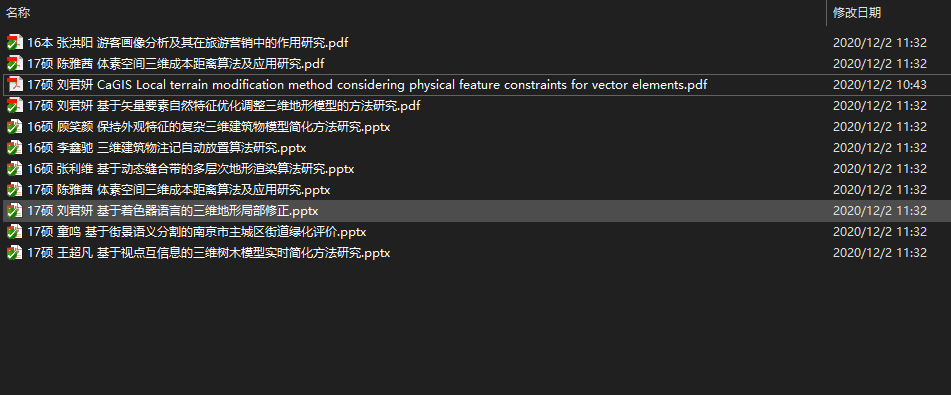 名称 修改日期
16本 张洪阳 游客画像分析及其在旅游营销中的作用研究.pdf 2020/12/2 11:32
17硕 陈雅茜 体素空间三维成本距离算法及应用研究.pdf 2020/12/2 11:32
17硕 刘君妍 CaGIS Local terrain modification method considering physical feature constraints for vector elements.pdf 2020/12/2 10:43
17硕 刘君妍 基于矢量要素自然特征优化调整三维地形模型的方法研究.pdf 2020/12/2 11:32
16硕 顾笑颜 保持外观特征的复杂三维建筑物模型简化方法研究.pptx 2020/12/2 11:32
16硕 李鑫驰 三维建筑物注记自动放置算法研究.pptx 2020/12/2 11:32
16硕 张利维 基于动态缝合带的多层次地形渲染算法研究.pptx 2020/12/2 11:32
17硕 陈雅茜 体素空间三维成本距离算法及应用研究.pptx 2020/12/2 11:32
17硕 刘君妍 基于着色器语言的三维地形局部修正.pptx 2020/12/2 11:32
17硕 童鸣 基于街景语义分割的南京市主城区街道绿化评价.pptx 2020/12/2 11:32
17硕 王超凡 基于视点互信息的三维树木模型实时简化方法研究.pptx 2020/12/2 11:32